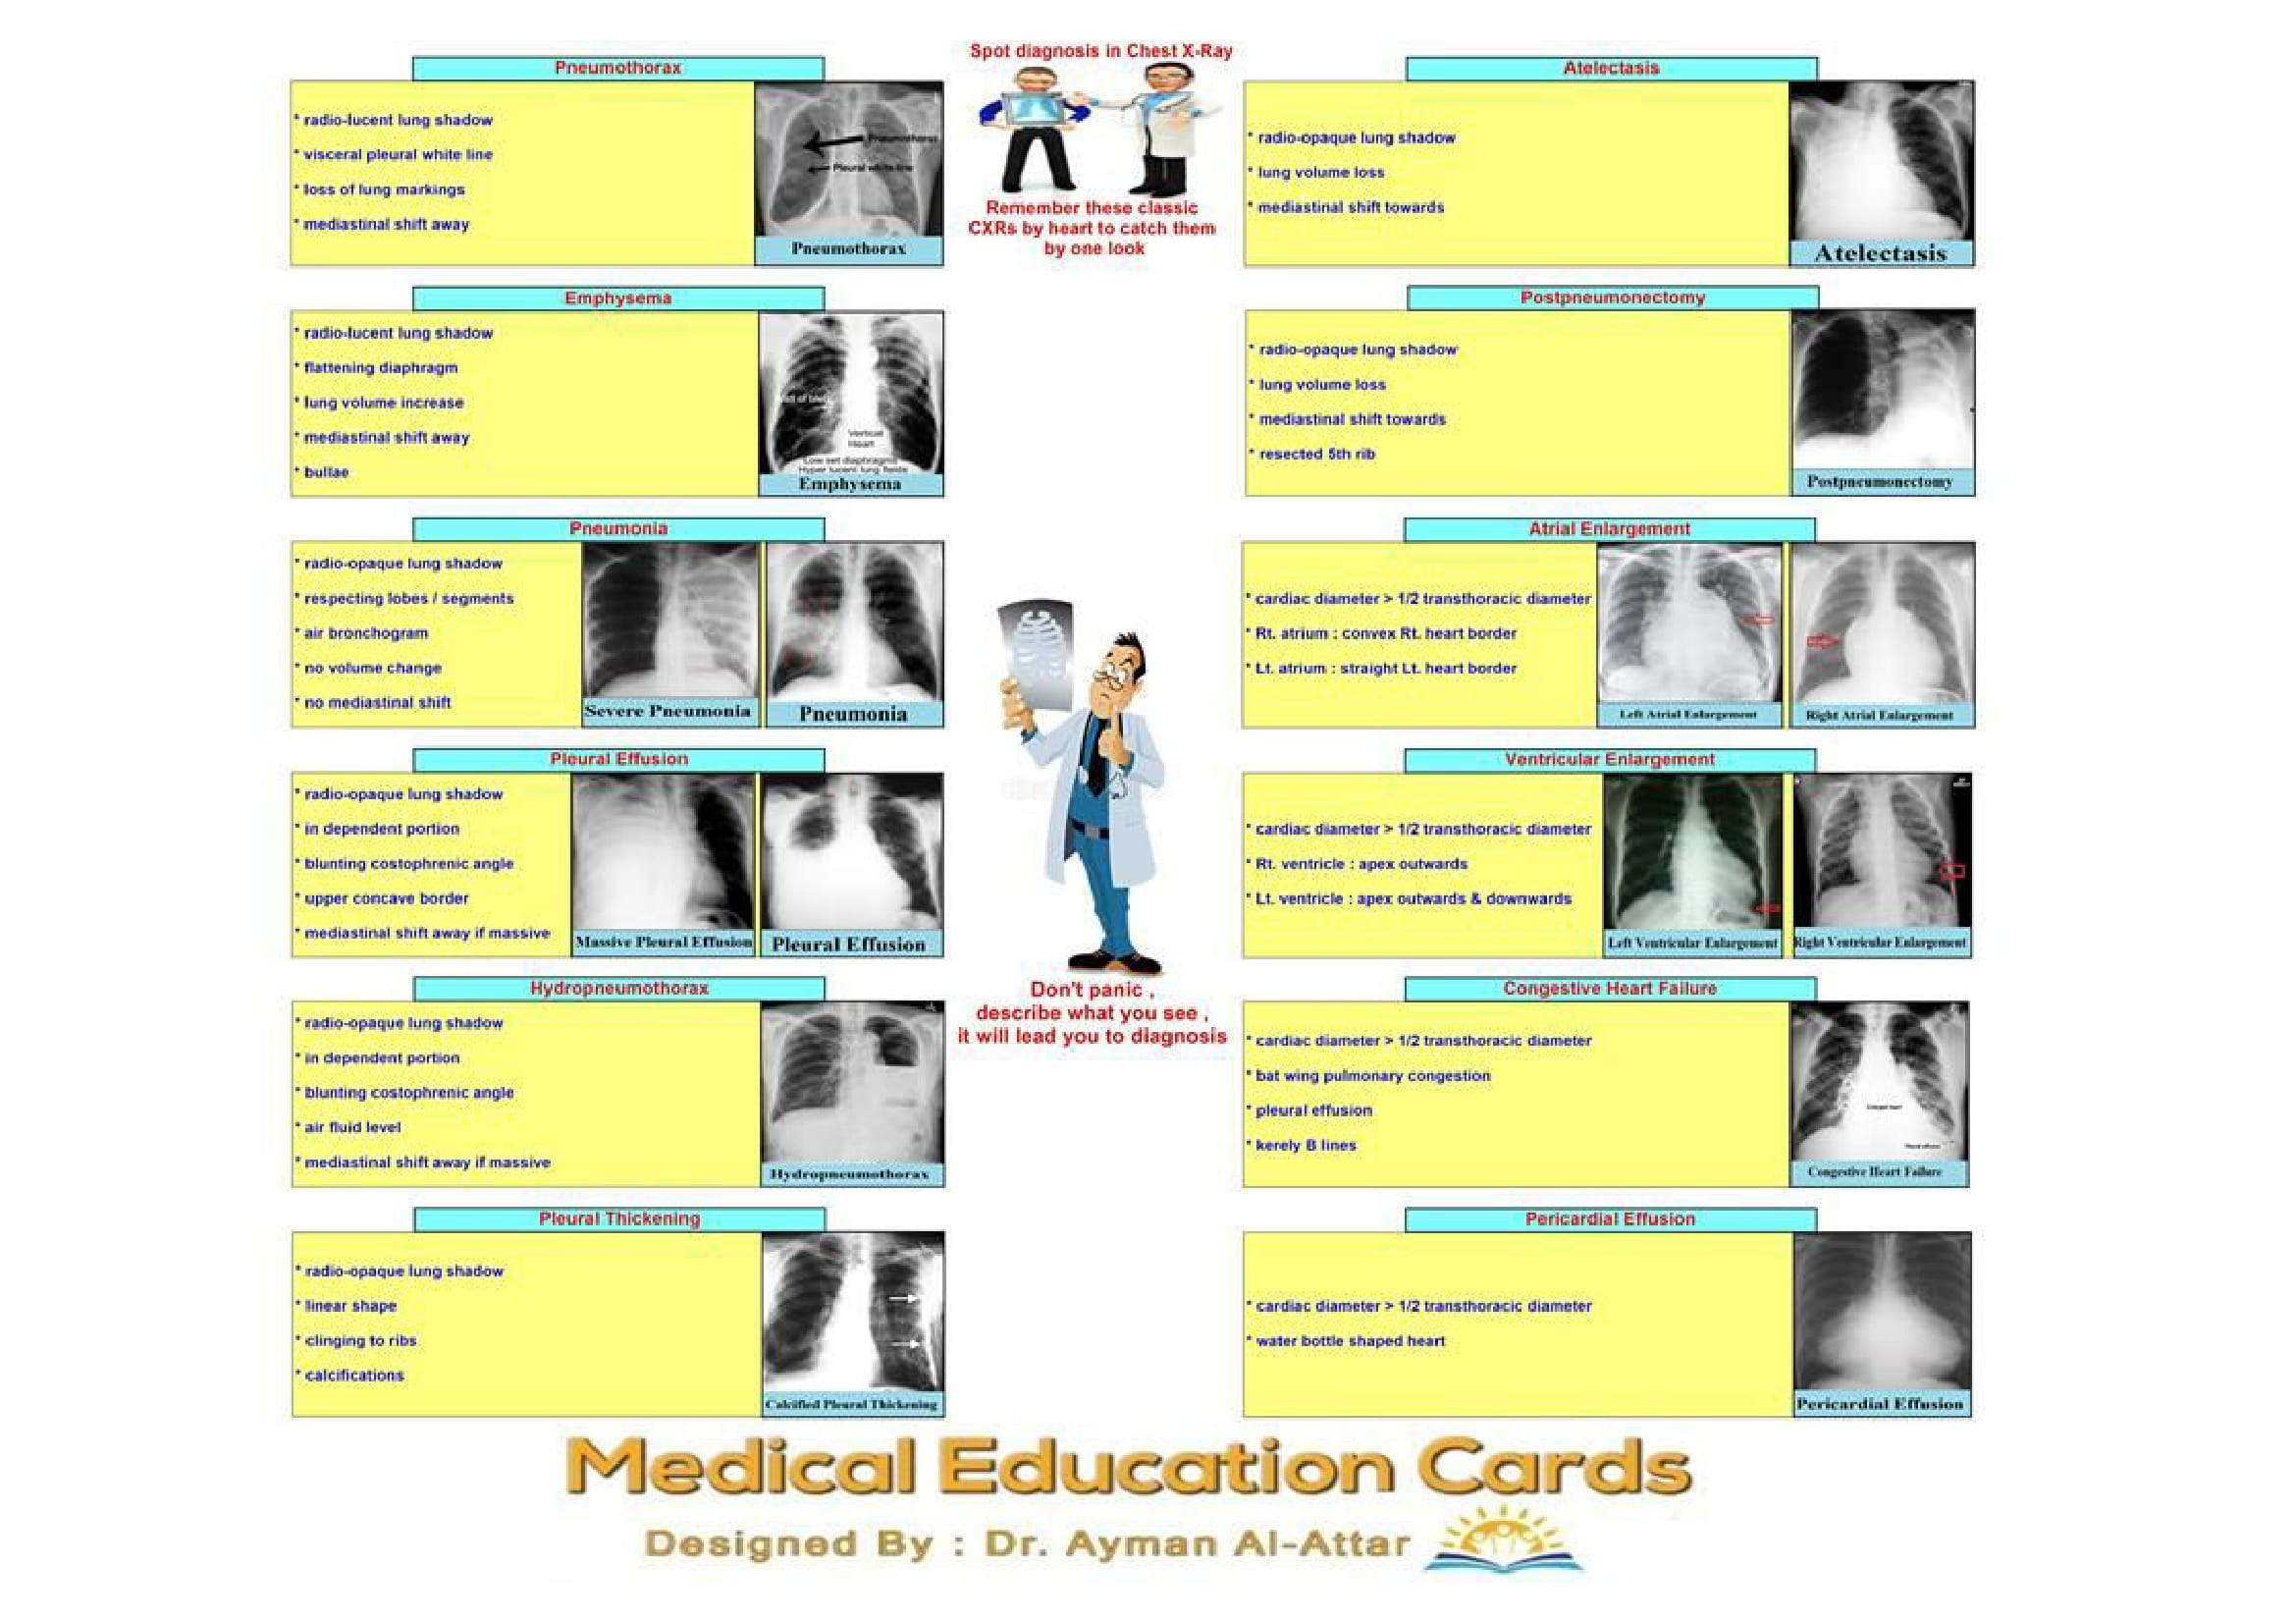 Spot diagnosis in Chest X-Ray
Remember these classic
CXRs by heart to catch them
by one look
Pneumothorax
* radio-lucent lung shadow
* visceral pleural white line
* loss of lung markings
* mediastinal shift away
Pneumothorax
Pleural white line
Pneumothorax
Emphysema
* radio-lucent lung shadow
* flattening diaphragm
* lung volume increase
* mediastinal shift away
* bullae
Vertical
Heart
Low set diaphragms
Hyper lucent lung fields
Emphysema
Pneumonia
* radio-opaque lung shadow
* respecting lobes / segments
* air bronchogram
* no volume change
* no mediastinal shift
Severe Pneumonia
Pneumonia
Pleural Effusion
* radio-opaque lung shadow
* in dependent portion
* blunting costophrenic angle
* upper concave border
* mediastinal shift away if massive
Massive Pleural Effusion
Pleural Effusion
Hydropneumothorax
* radio-opaque lung shadow
* in dependent portion
* blunting costophrenic angle
* air fluid level
* mediastinal shift away if massive
Hydropneumothorax
Pleural Thickening
* radio-opaque lung shadow
* linear shape
* clinging to ribs
* calcifications
Calcified Pleural Thickening
Don't panic ,
describe what you see ,
it will lead you to diagnosis
Atelectasis
* radio-opaque lung shadow
* lung volume loss
* mediastinal shift towards
Atelectasis
Postpneumonectomy
* radio-opaque lung shadow
* lung volume loss
* mediastinal shift towards
* resected 5th rib
Postpneumonectomy
Atrial Enlargement
* cardiac diameter > 1/2 transthoracic diameter
* Rt. atrium : convex Rt. heart border
* Lt. atrium : straight Lt. heart border
Left Atrial Enlargement
Right Atrial Enlargement
Ventricular Enlargement
* cardiac diameter > 1/2 transthoracic diameter
* Rt. ventricle : apex outwards
* Lt. ventricle : apex outwards & downwards
Left Ventricular Enlargement
Right Ventricular Enlargement
Congestive Heart Failure
* cardiac diameter > 1/2 transthoracic diameter
* bat wing pulmonary congestion
* pleural effusion
* kerely B lines
Enlarged heart
Pleural effusion
Congestive Heart Failure
Pericardial Effusion
* cardiac diameter > 1/2 transthoracic diameter
* water bottle shaped heart
Pericardial Effusion
Medical Education Cards
Designed By : Dr. Ayman Al-Attar